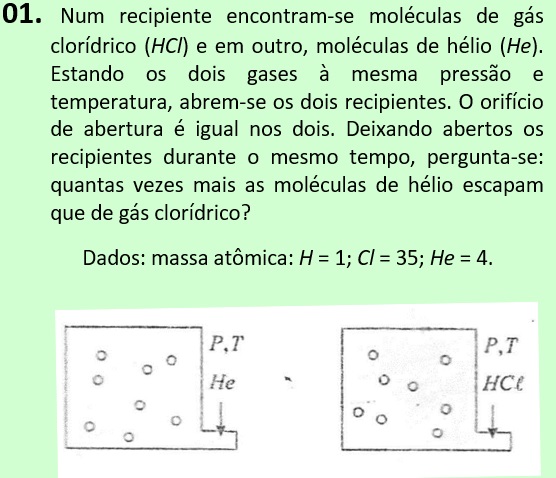 01. Num recipiente encontram-se moléculas de gás
clorídrico (HCl) e em outro, moléculas de hélio (He).
Estando os dois gases à mesma pressão e
temperatura, abrem-se os dois recipientes. O orifício
de abertura é igual nos dois. Deixando abertos os
recipientes durante o mesmo tempo, pergunta-se:
quantas vezes mais as moléculas de hélio escapam
que de gás clorídrico?
Dados: massa atômica: H = 1; Cl = 35; He = 4.
P,T
He
P,T
HCℓ